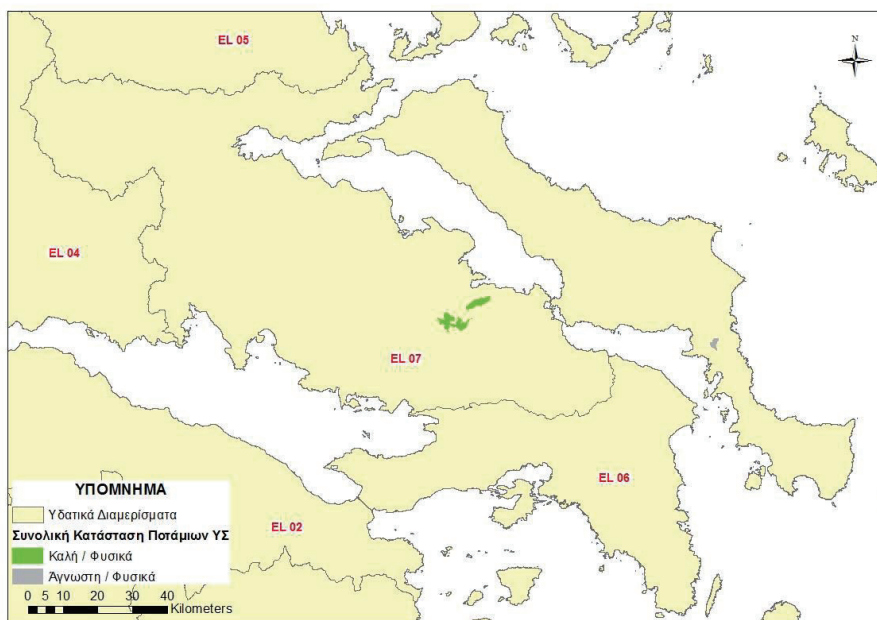 EL 05
N
EL 04
EL 07
EL 06
EL 02
ΥΠΟΜΝΗΜΑ
Υδατικά Διαμερίσματα
Συνολική Κατάσταση Ποτάμιων ΥΣ
Καλή / Φυσικά
Άγνωστη / Φυσικά
0 5 10 20 30 40
Kilometers